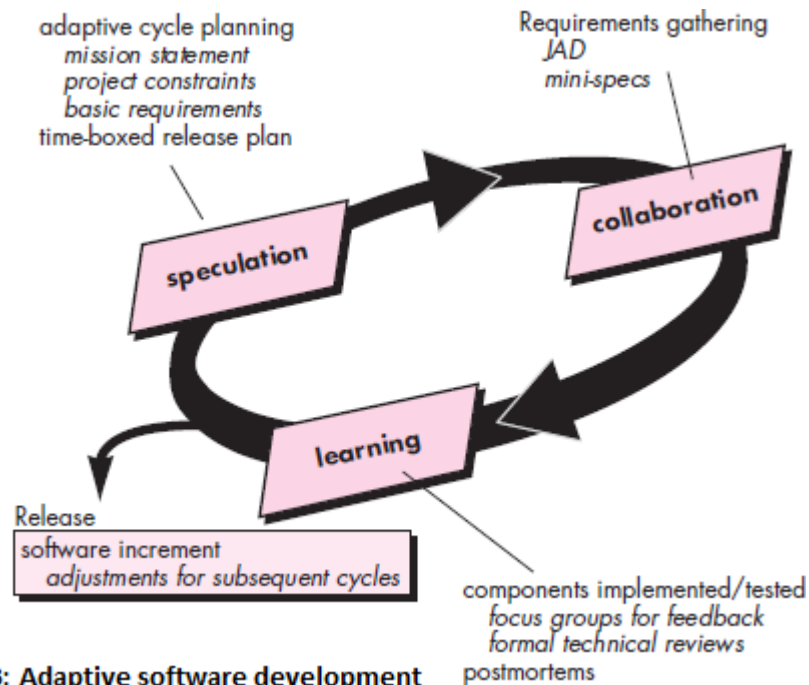 adaptive cycle planning
mission statement
project constraints
basic requirements
time-boxed release plan
Requirements gathering
JAD
mini-specs
speculation
collaboration
learning
Release
software increment
adjustments for subsequent cycles
components implemented/tested
focus groups for feedback
formal technical reviews
postmortems
: Adaptive software development